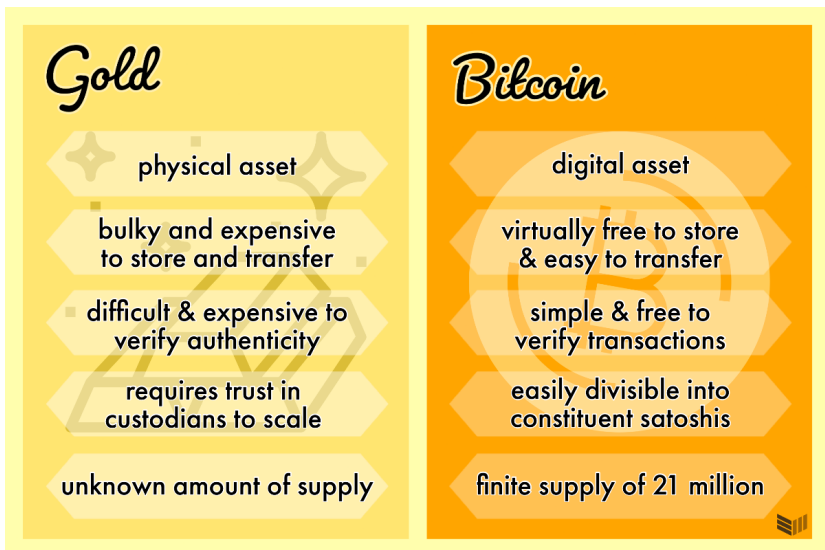 Gold
physical asset
bulky and expensive
to store and transfer
difficult & expensive to
verify authenticity
requires trust in
custodians to scale
unknown amount of supply
Bitcoin
digital asset
virtually free to store
& easy to transfer
simple & free to
verify transactions
easily divisible into
constituent satoshis
finite supply of 21 million